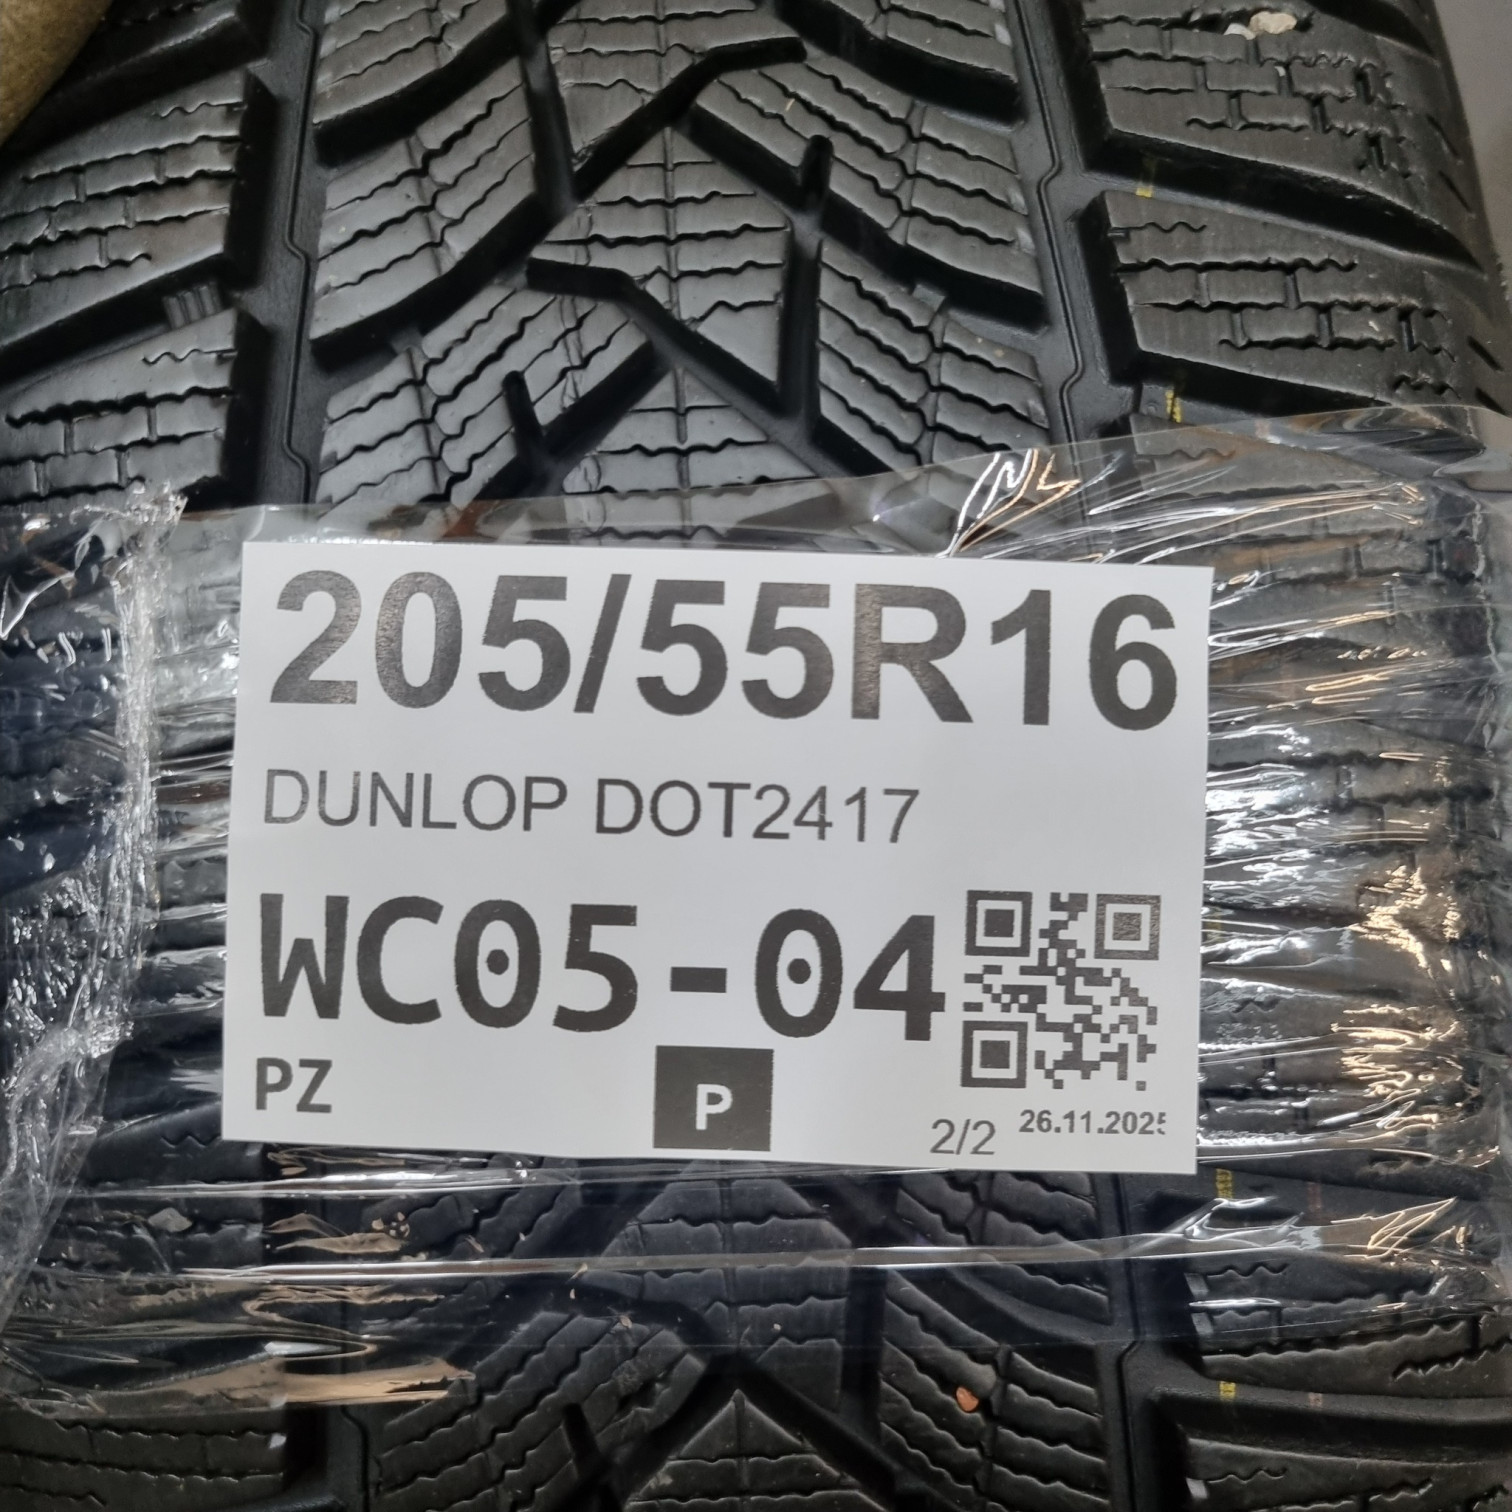 205/55R16
DUNLOP DOT2417
WC05-04
PZ
P
2/2
26.11.2025